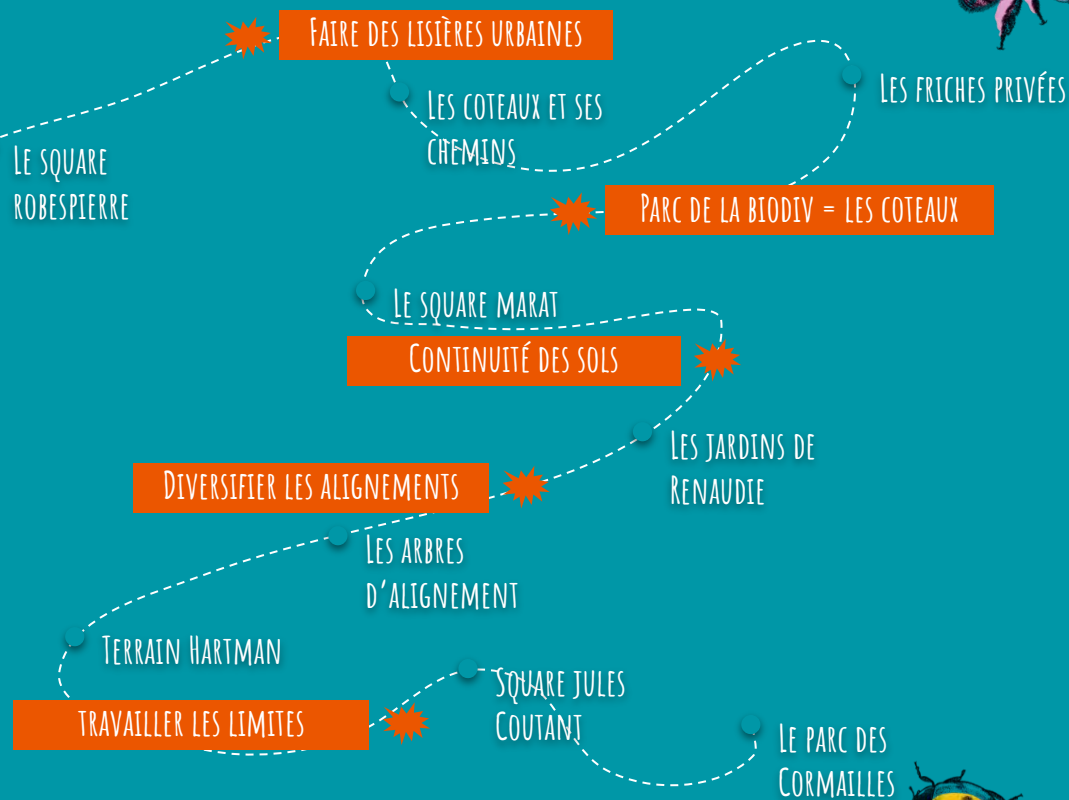 Faire des lisières urbaines
Les friches privées
Les coteaux et ses
chemins
Le square
robespierre
Parc de la biodiv = les coteaux
Le square marat
Continuité des sols
Les jardins de
Renaudie
Diversifier les alignements
Les arbres
d'alignement
Terrain Hartman
travailler les limites
Square Jules
Coutant
Le parc des
Cormailles